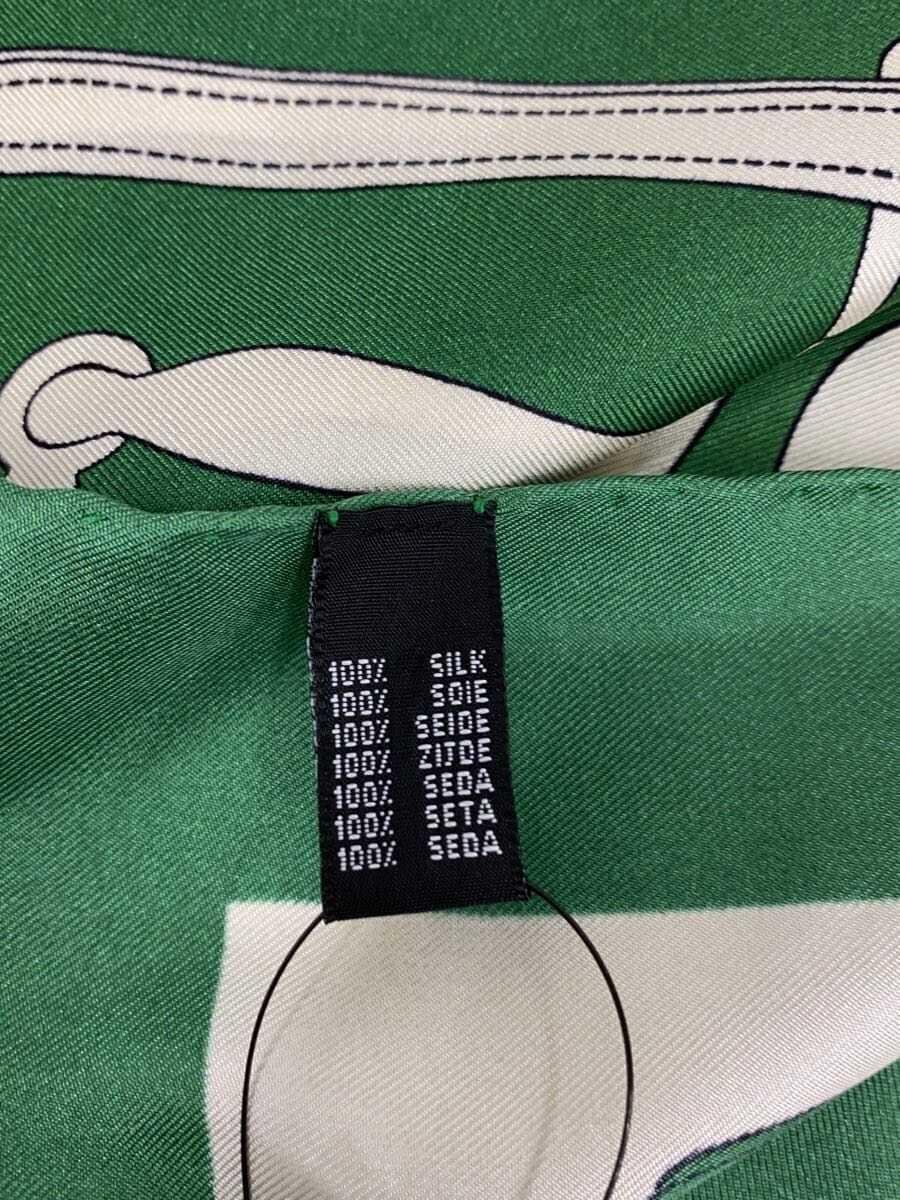 100% SILK
100% SOIE
100% SEIDE
100% ZIJDE
100% SEDA
100% SETA
100% SEDA